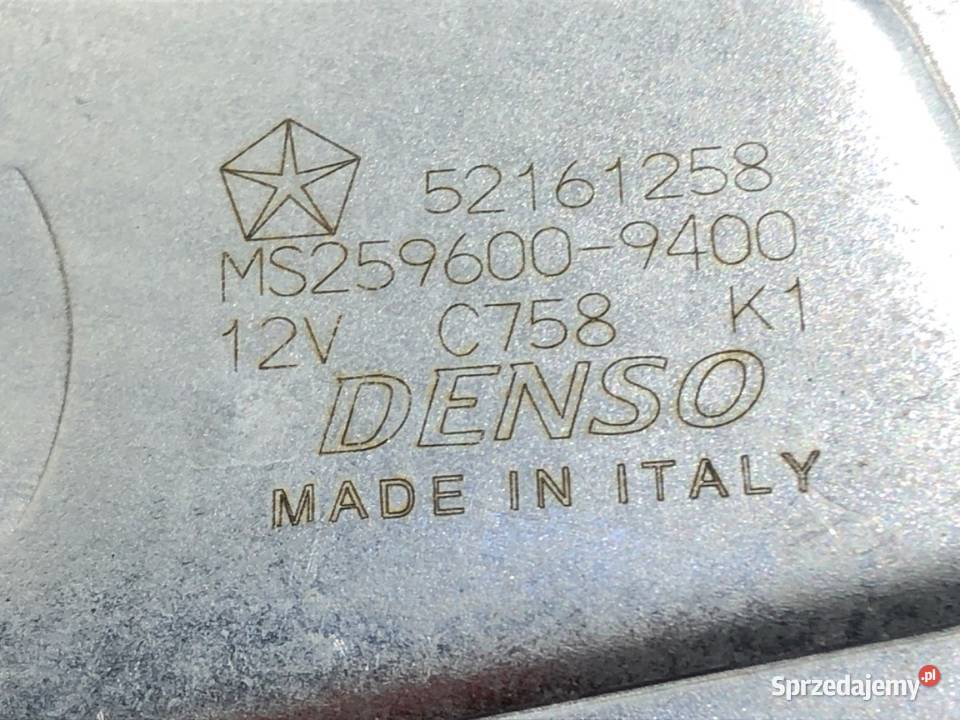 52161258
MS259600-9400
12V C758 K1
DENSO
MADE IN ITALY
Sprzedajemy.pl